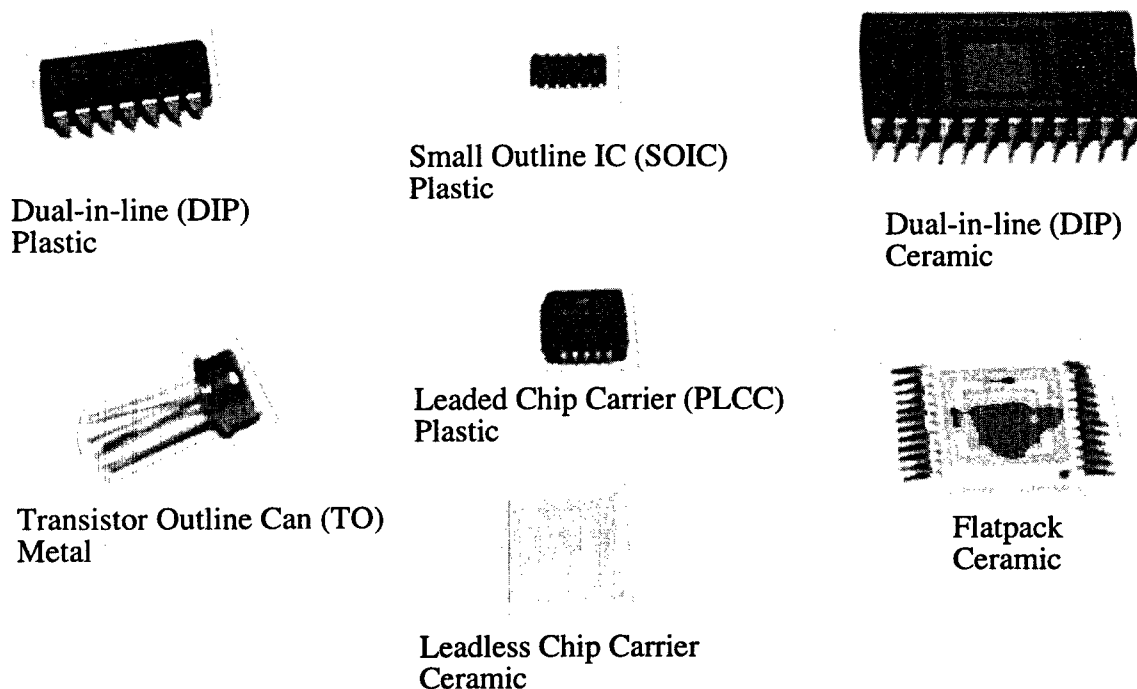 Dual-in-line (DIP)
Plastic
Small Outline IC (SOIC)
Plastic
Dual-in-line (DIP)
Ceramic
Transistor Outline Can (TO)
Metal
Leaded Chip Carrier (PLCC)
Plastic
Flatpack
Ceramic
Leadless Chip Carrier
Ceramic